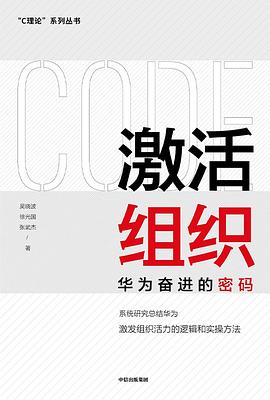 “C理论”系列丛书
CODE
激活
组织
吴晓波
徐光国
张武杰
/
著
华为奋进的密码
系统研究总结华为
激发组织活力的逻辑和实操方法
中信出版集团